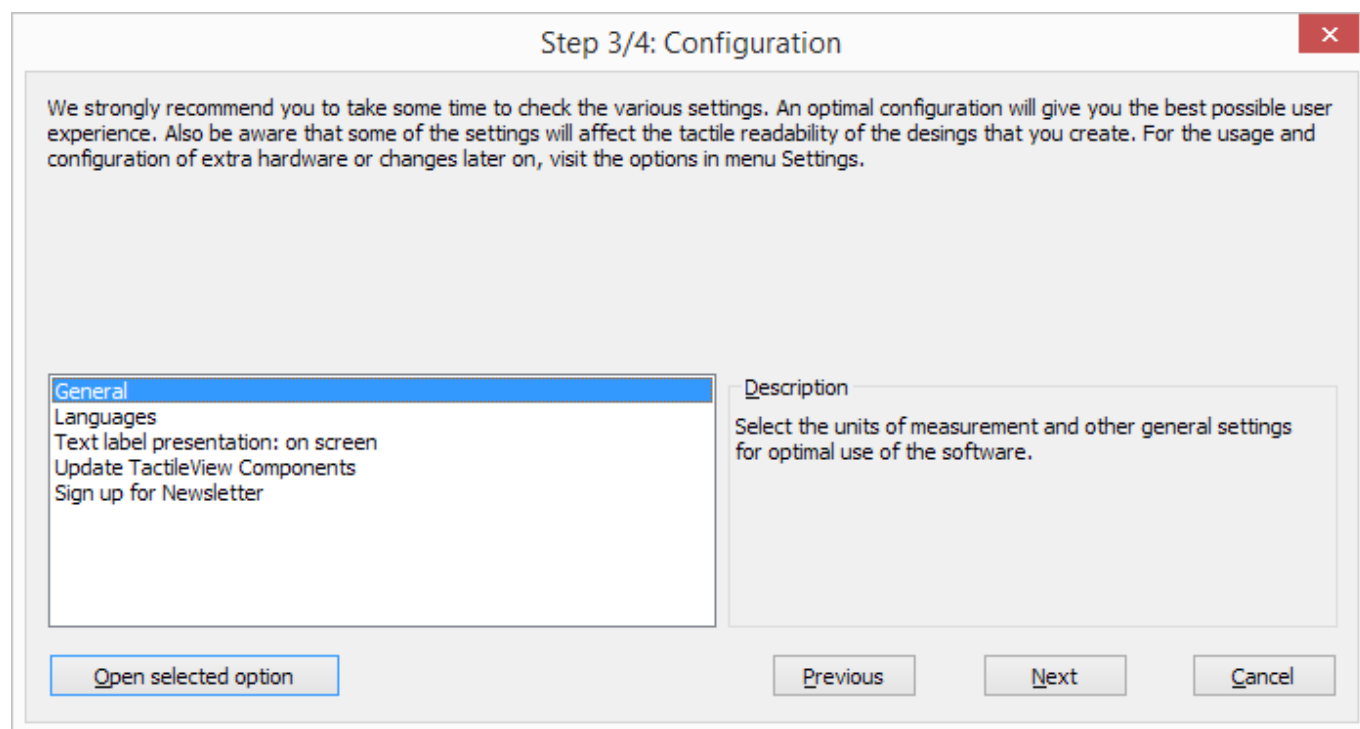 Step 3/4: Configuration
We strongly recommend you to take some time to check the various settings. An optimal configuration will give you the best possible user
experience. Also be aware that some of the settings will affect the tactile readability of the desings that you create. For the usage and
configuration of extra hardware or changes later on, visit the options in menu Settings.
General
Languages
Text label presentation: on screen
Update TactileView Components
Sign up for Newsletter
Description
Select the units of measurement and other general settings
for optimal use of the software.
Open selected option
Previous
Next
Cancel